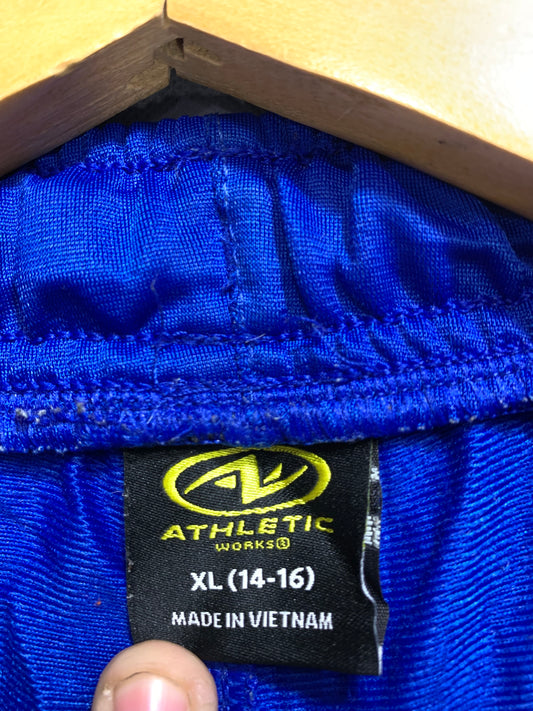 ATHLETIC
WORKS®
XL (14-16)
MADE IN VIETNAM